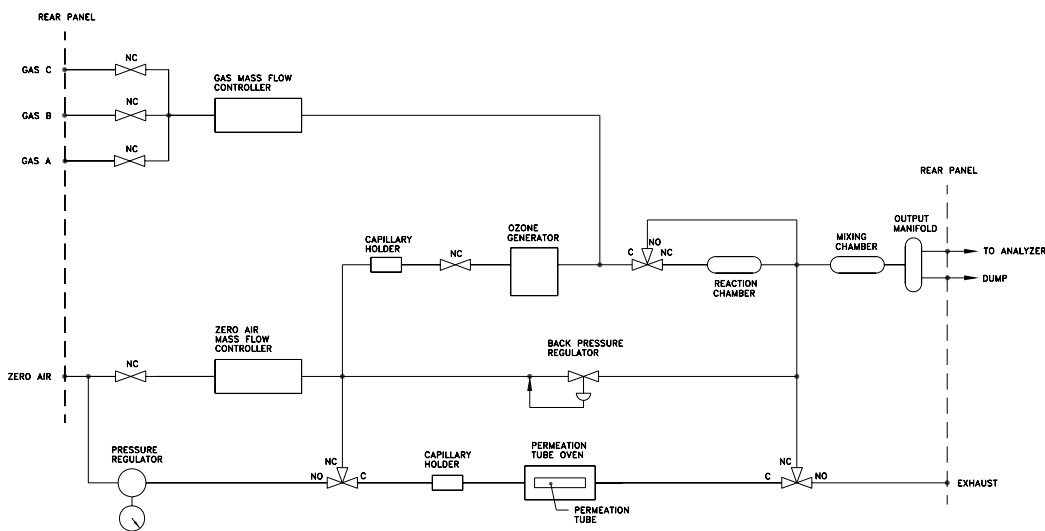 REAR PANEL
NC
GAS C
GAS MASS FLOW
CONTROLLER
NC
GAS B
NC
GAS A
REAR PANEL
OUTPUT
MANIFOLD
OZONE
GENERATOR
CAPILLARY
HOLDER
NC
NO
C
NC
MIXING
CHAMBER
TO ANALYZER
DUMP
REACTION
CHAMBER
ZERO AIR
MASS FLOW
CONTROLLER
BACK PRESSURE
REGULATOR
NC
ZERO AIR
PRESSURE
REGULATOR
PERMEATION
TUBE OVEN
CAPILLARY
HOLDER
NC
NO
C
NC
C
NO
EXHAUST
PERMEATION
TUBE